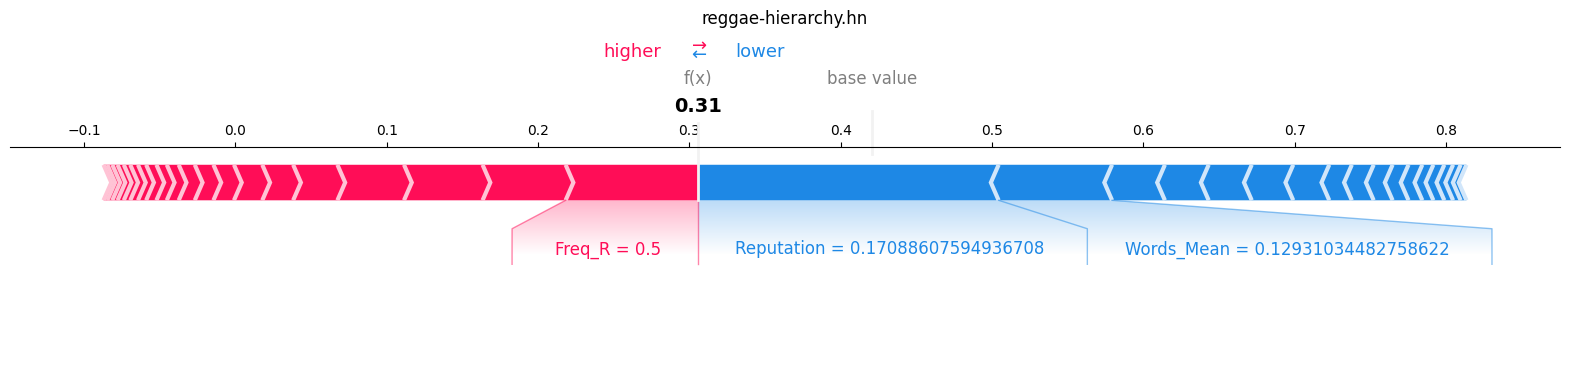 reggae-hierarchy.hn
higher ⇄ lower
f(x) base value
0.31
−0.1 0.0 0.1 0.2 0.3 0.4 0.5 0.6 0.7 0.8
Freq_R = 0.5 Reputation = 0.17088607594936708 Words_Mean = 0.12931034482758622